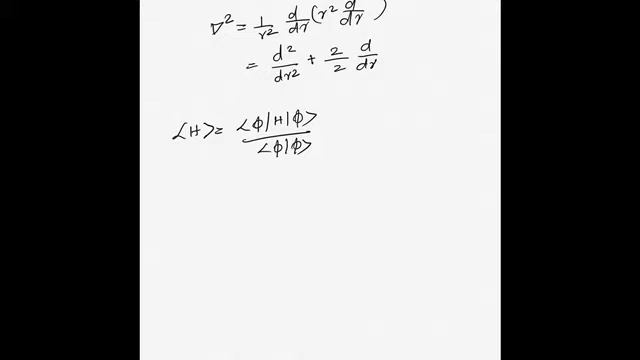 ∇² = 1/r² d/dr (r² d/dr)
= d²/dr² + 2/2 d/dr
<H> = <ϕ|H|ϕ> / <ϕ|ϕ>